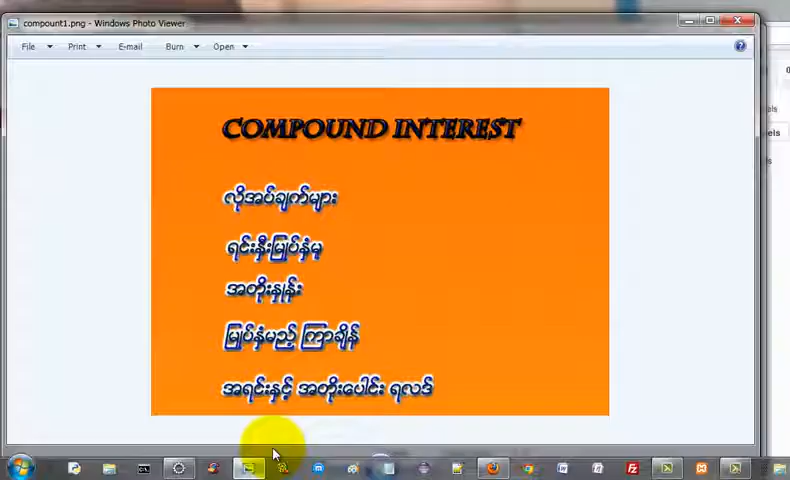 compount1.png - Windows Photo Viewer
File Print E-mail Burn Open
COMPOUND INTEREST
လိုအပ်ချက်များ
ရင်းနှီးမြှုပ်နှံမှု
အတိုးနှုန်း
မြှုပ်နှံမည့် ကြာချိန်
အရင်းနှင့် အတိုးပေါင်း ရလဒ်